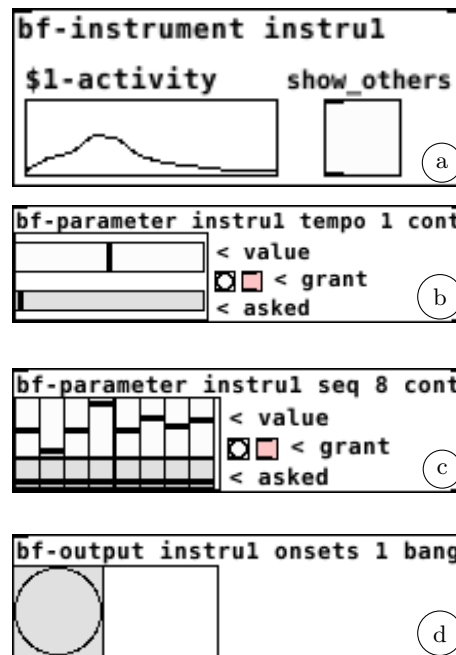 bf-instrument instru1
$1-activity show_others
a
bf-parameter instru1 tempo 1 cont
< value
< grant
< asked
b
bf-parameter instru1 seq 8 cont
< value
< grant
< asked
c
bf-output instru1 onsets 1 bang
d